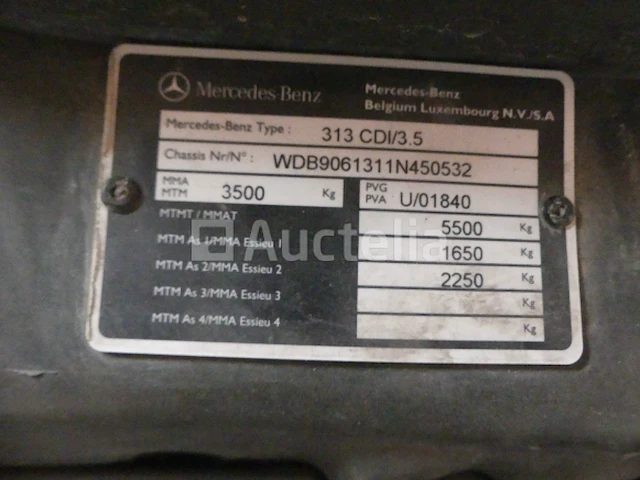 Mercedes-Benz
Mercedes-Benz
Belgium Luxembourg N.V./S.A
Mercedes-Benz Type : 313 CDI/3.5
Chassis Nr/N° : WDB9061311N450532
MMA
MTM 3500 Kg
PVG
PVA U/01840
MTMT / MMAT 5500 Kg
MTM As 1/MMA Essieu 1 1650 Kg
MTM As 2/MMA Essieu 2 2250 Kg
MTM As 3/MMA Essieu 3 Kg
MTM As 4/MMA Essieu 4 Kg
Auctelia